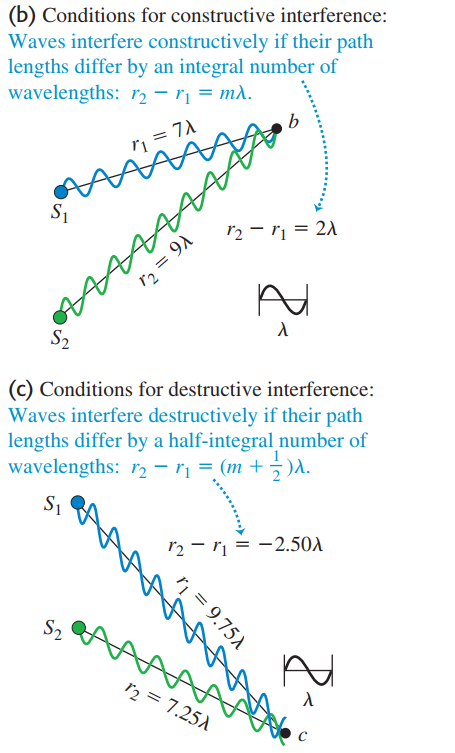 (b) Conditions for constructive interference:
Waves interfere constructively if their path
lengths differ by an integral number of
wavelengths: r₂ − r₁ = mλ.
r₁ = 7λ
b
S₁
r₂ − r₁ = 2λ
r₂ = 9λ
S₂
λ
(c) Conditions for destructive interference:
Waves interfere destructively if their path
lengths differ by a half-integral number of
wavelengths: r₂ − r₁ = (m + ½)λ.
S₁
r₂ − r₁ = −2.50λ
r₁ = 9.75λ
S₂
r₂ = 7.25λ
λ
c